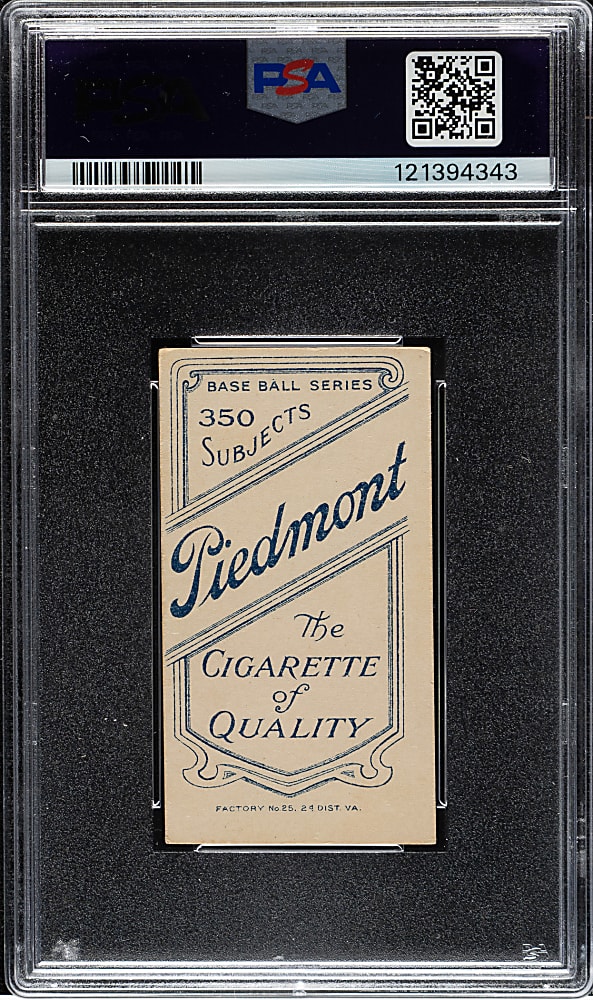 PSA
121394343
BASE BALL SERIES
350
SUBJECTS
Piedmont
The
CIGARETTE
of
QUALITY
FACTORY No.25, 2d DIST. VA.